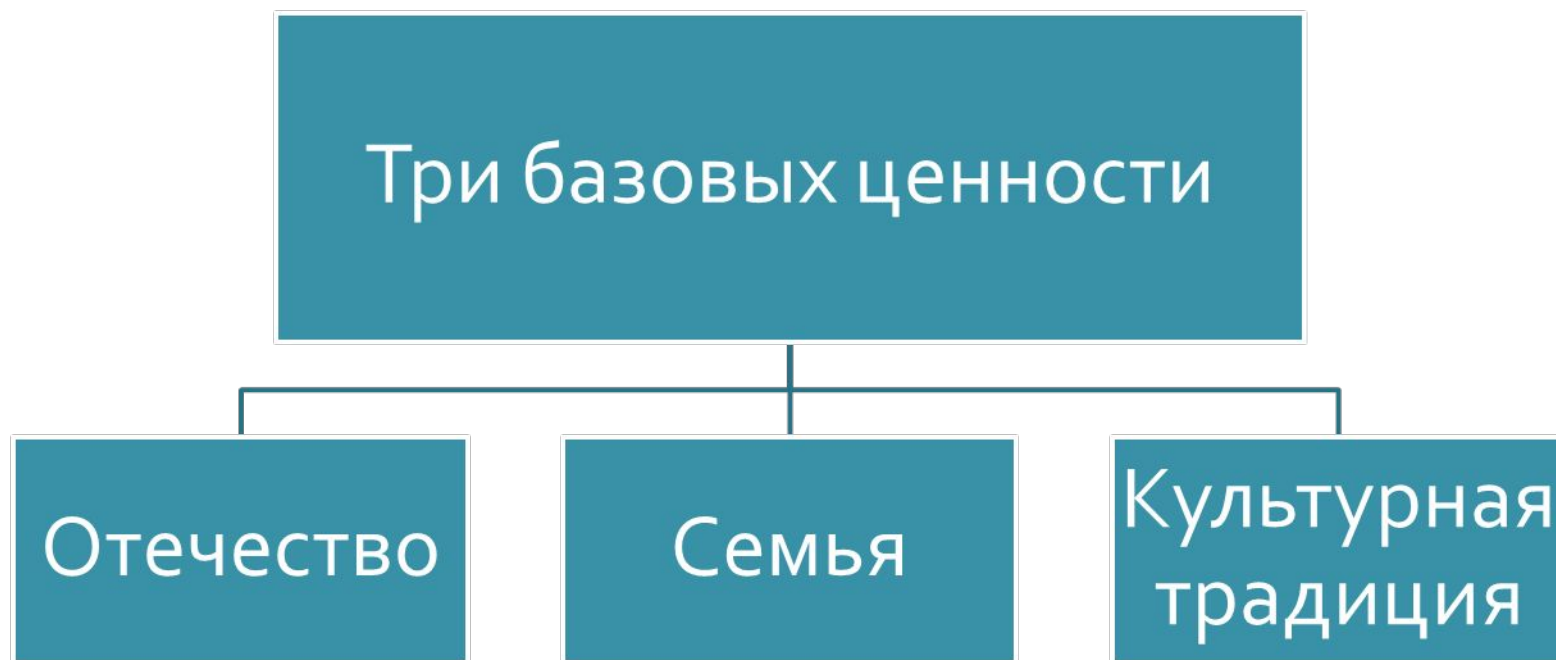 Три базовых ценности
Отечество
Семья
Культурная
традиция